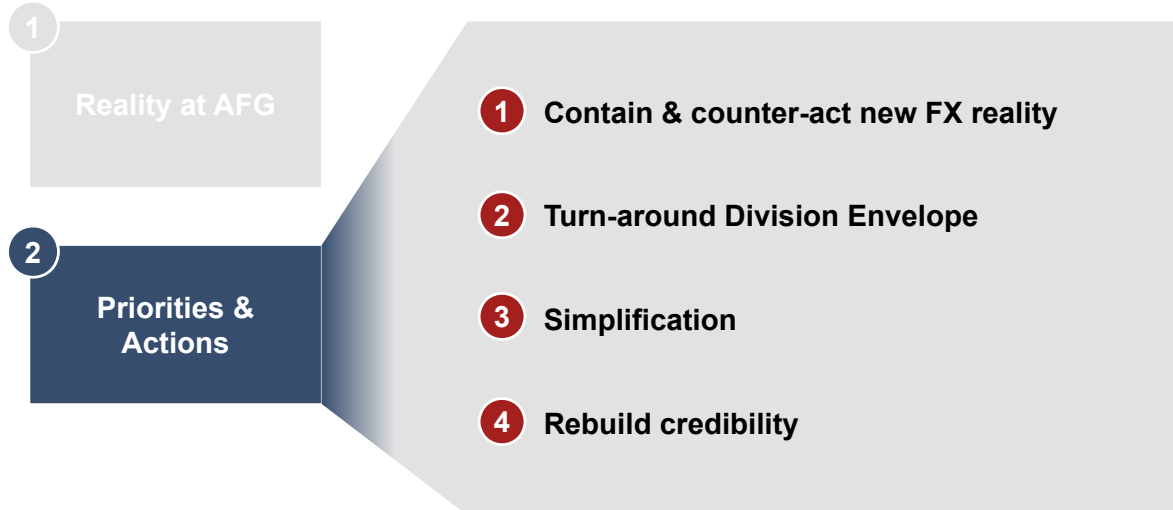 1
Reality at AFG
2
Priorities &
Actions
1 Contain & counter-act new FX reality
2 Turn-around Division Envelope
3 Simplification
4 Rebuild credibility